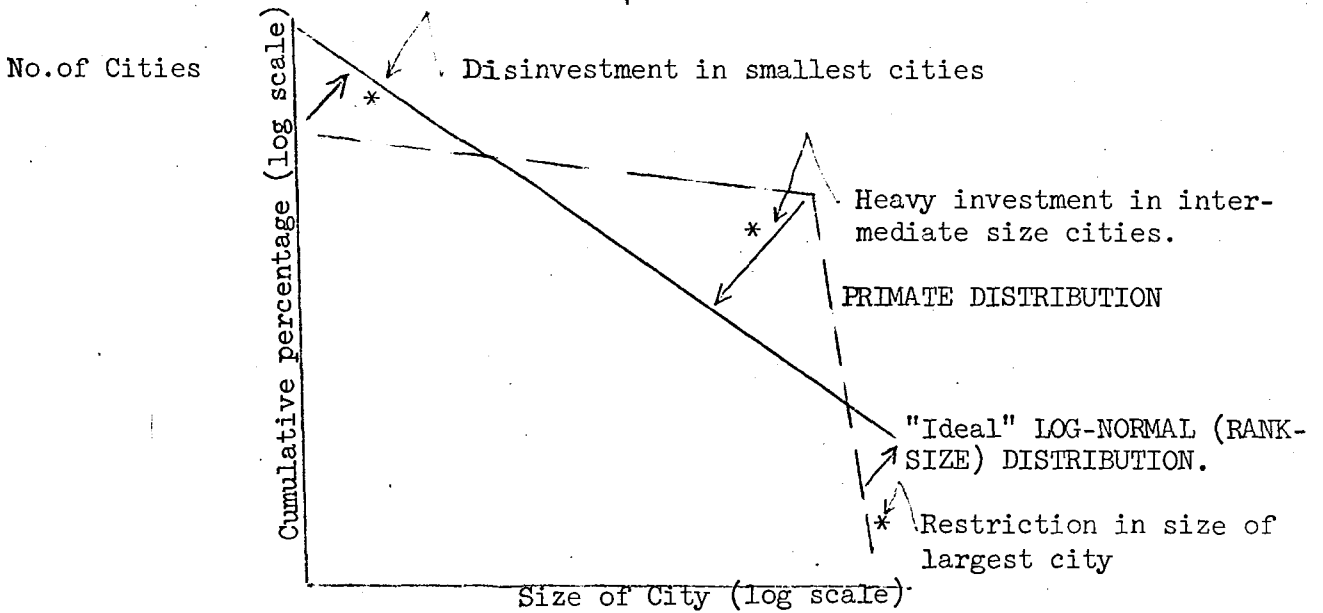 No.of Cities
Cumulative percentage (log scale)
Disinvestment in smallest cities
*
Heavy investment in inter-
mediate size cities.
*
PRIMATE DISTRIBUTION
"Ideal" LOG-NORMAL (RANK-
SIZE) DISTRIBUTION.
* Restriction in size of
largest city
Size of City (log scale)